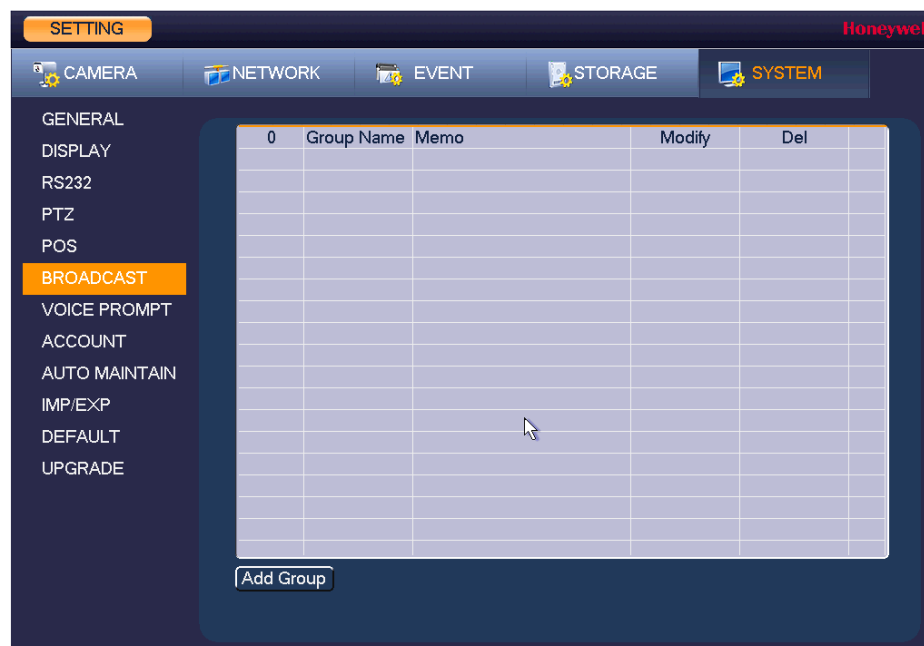 SETTING
Honeywel
CAMERA NETWORK EVENT STORAGE SYSTEM
GENERAL
DISPLAY
RS232
PTZ
POS
BROADCAST
VOICE PROMPT
ACCOUNT
AUTO MAINTAIN
IMP/EXP
DEFAULT
UPGRADE
0 Group Name Memo Modify Del
Add Group